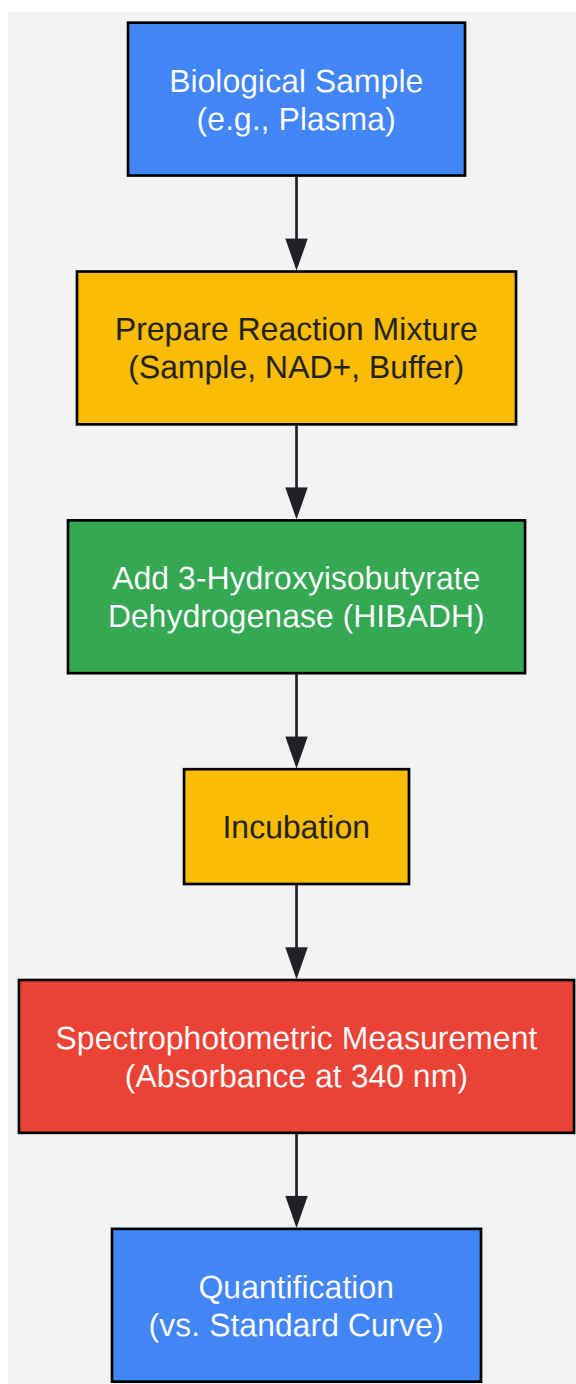 Biological Sample
(e.g., Plasma)
Prepare Reaction Mixture
(Sample, NAD+, Buffer)
Add 3-Hydroxyisobutyrate
Dehydrogenase (HIBADH)
Incubation
Spectrophotometric Measurement
(Absorbance at 340 nm)
Quantification
(vs. Standard Curve)